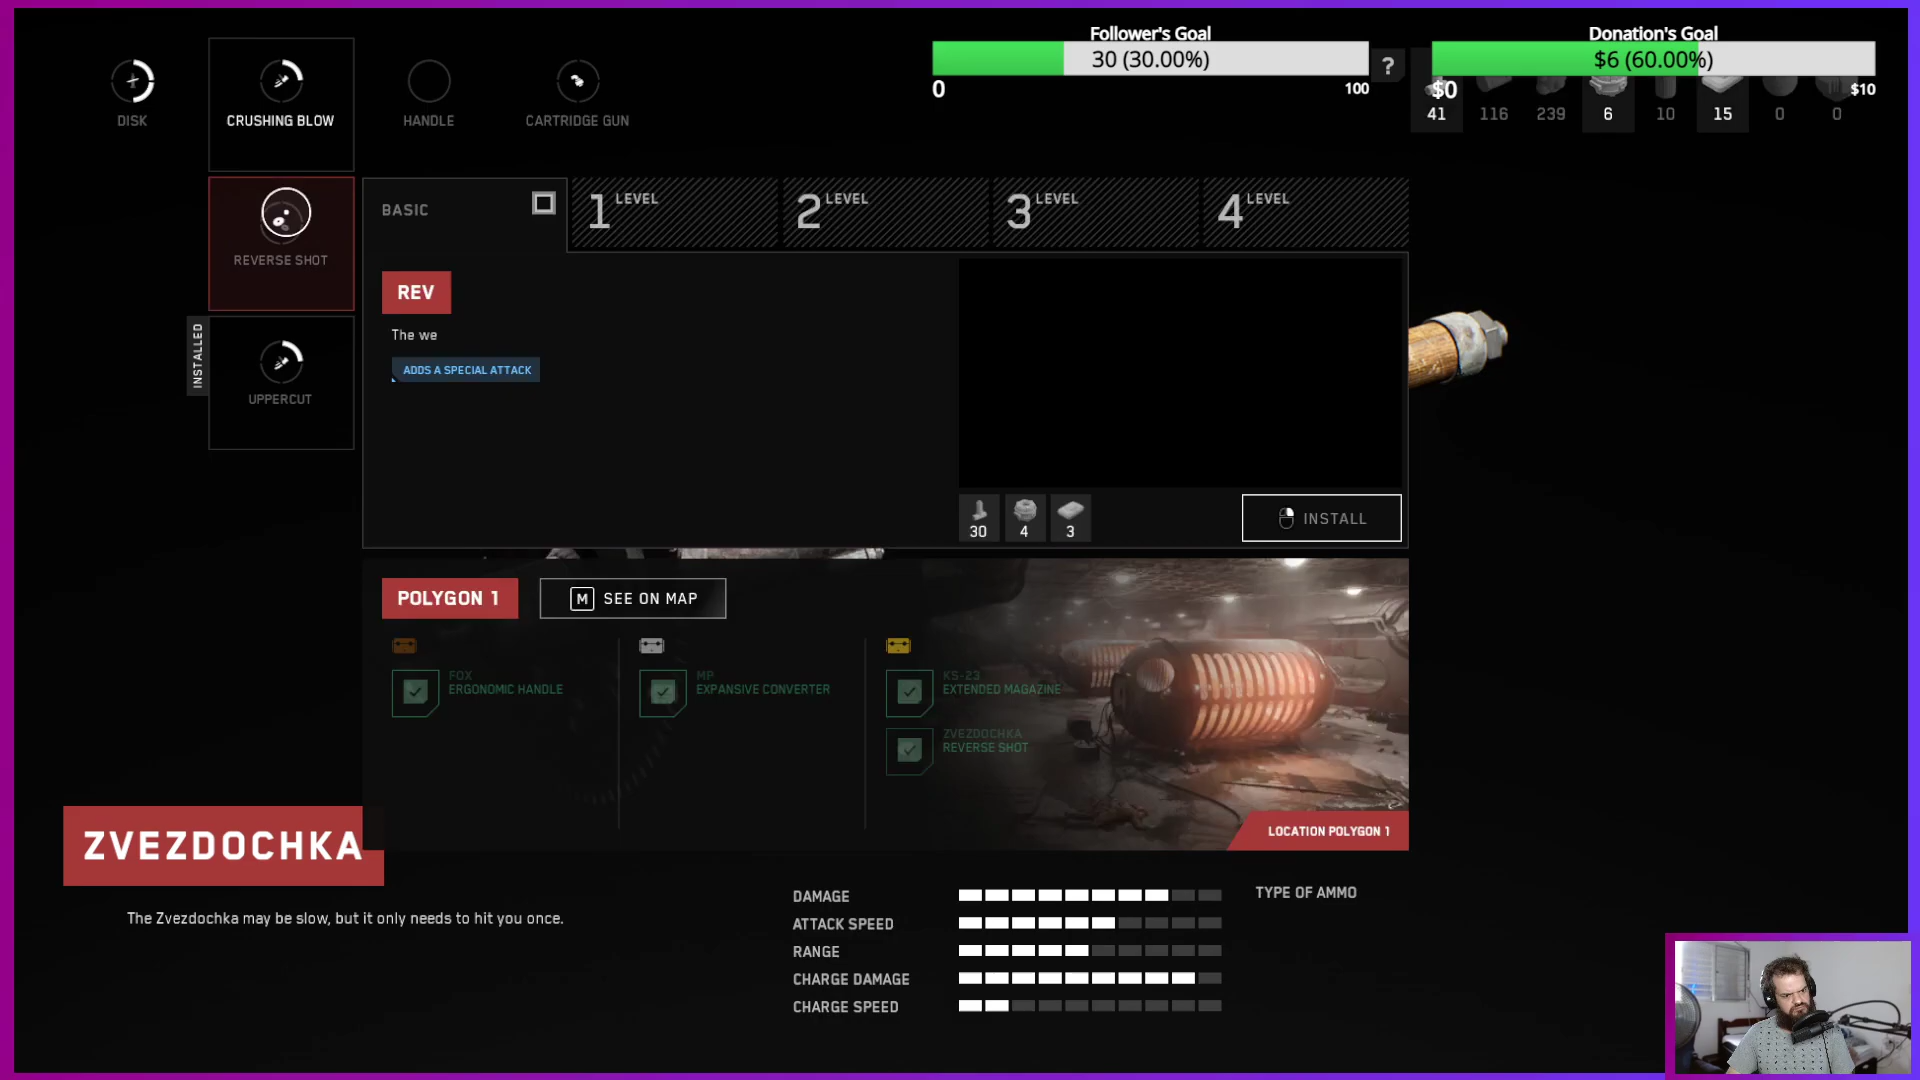 Follower's Goal
30 (30.00%)
0
100
?
Donation's Goal
$6 (60.00%)
$0
$10
41
116
239
6
10
15
0
0
DISK
CRUSHING BLOW
HANDLE
CARTRIDGE GUN
REVERSE SHOT
INSTALLED
UPPERCUT
BASIC
1 LEVEL
2 LEVEL
3 LEVEL
4 LEVEL
REV
The we
ADDS A SPECIAL ATTACK
30
4
3
INSTALL
POLYGON 1
M SEE ON MAP
FOX
ERGONOMIC HANDLE
MP
EXPANSIVE CONVERTER
KS-23
EXTENDED MAGAZINE
ZVEZDOCHKA
REVERSE SHOT
LOCATION POLYGON 1
ZVEZDOCHKA
The Zvezdochka may be slow, but it only needs to hit you once.
DAMAGE
ATTACK SPEED
RANGE
CHARGE DAMAGE
CHARGE SPEED
TYPE OF AMMO